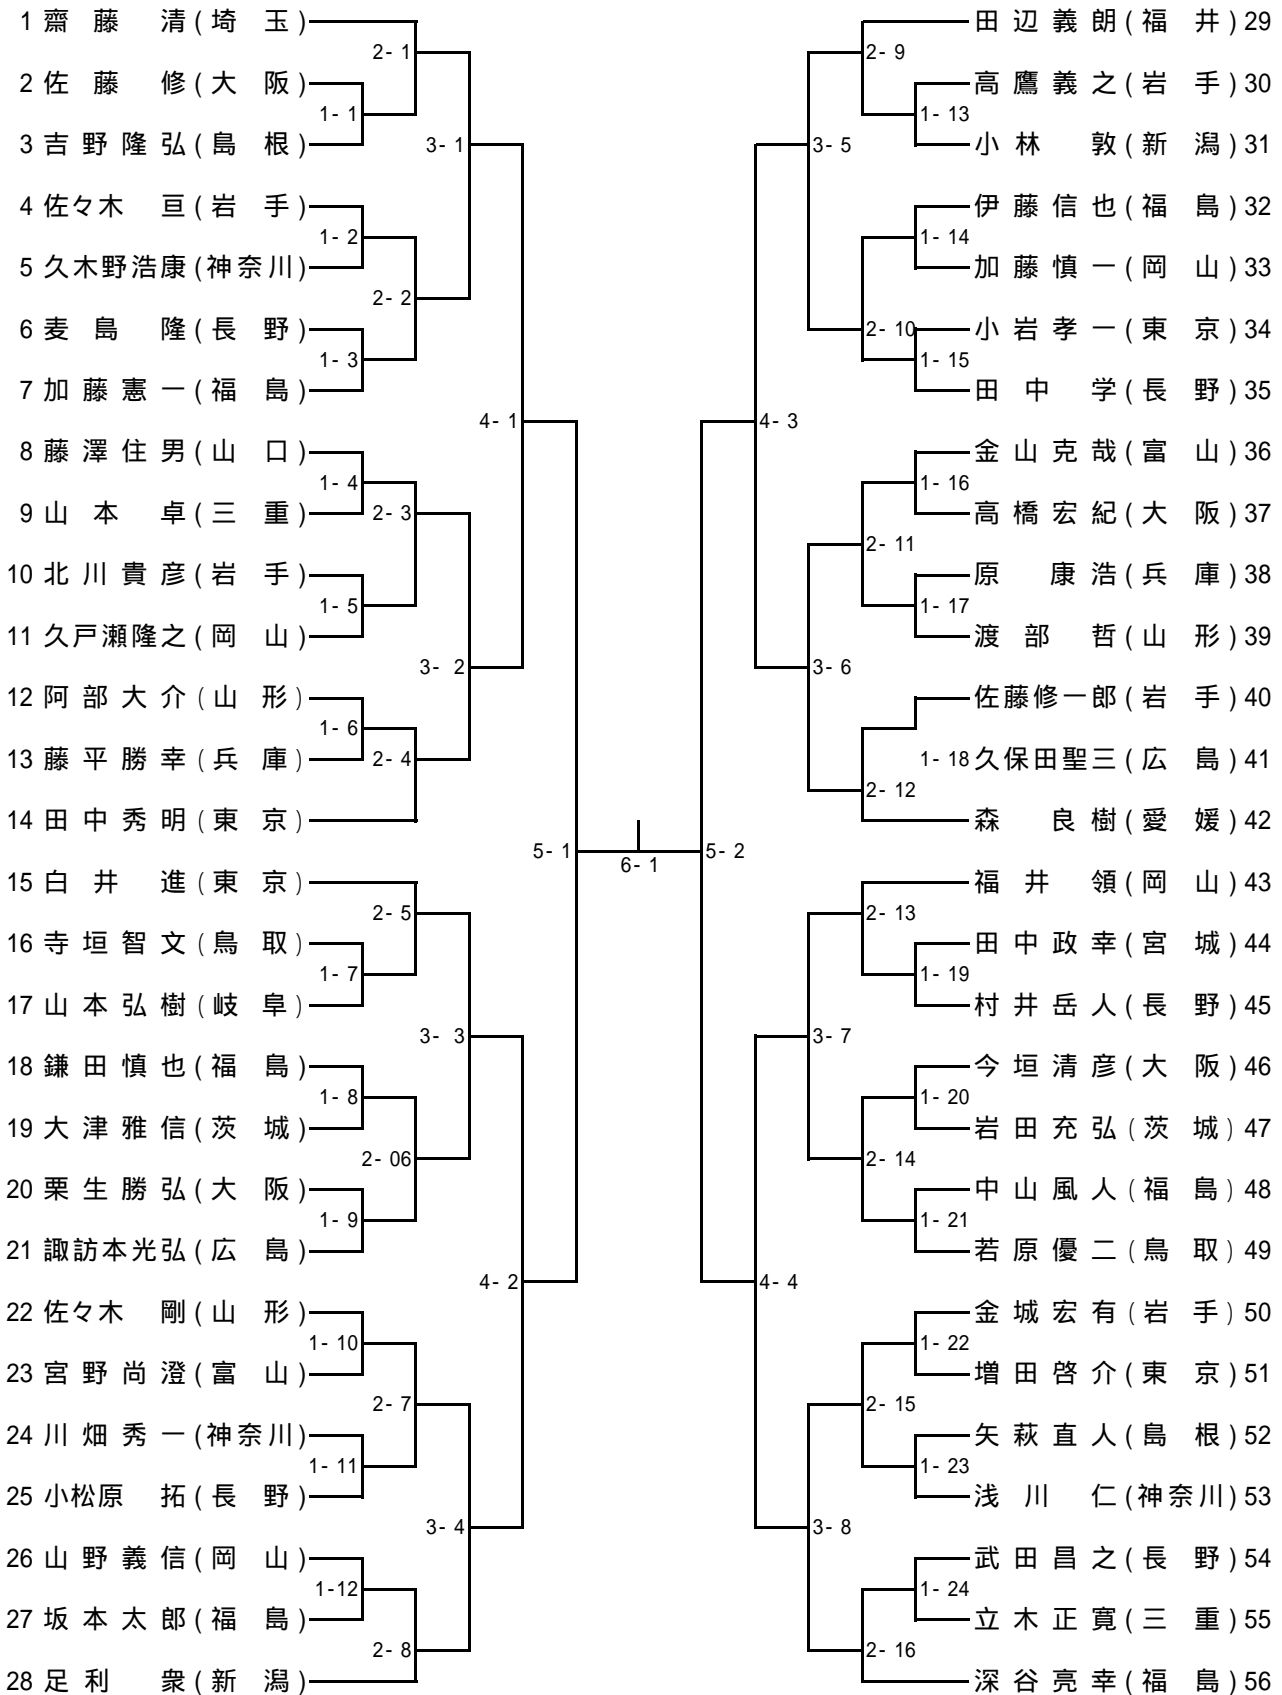 1 齋藤 清(埼 玉)
2 佐藤 修(大 阪)
3 吉野隆弘(島 根)
4 佐々木 亘(岩 手)
5 久木野浩康(神奈川)
6 麦島 隆(長 野)
7 加藤憲一(福 島)
8 藤澤住男(山 口)
9 山本 卓(三 重)
10 北川貴彦(岩 手)
11 久戸瀬隆之(岡 山)
12 阿部大介(山 形)
13 藤平勝幸(兵 庫)
14 田中秀明(東 京)
15 白井 進(東 京)
16 寺垣智文(鳥 取)
17 山本弘樹(岐 阜)
18 鎌田慎也(福 島)
19 大津雅信(茨 城)
20 栗生勝弘(大 阪)
21 諏訪本光弘(広 島)
22 佐々木 剛(山 形)
23 宮野尚澄(富 山)
24 川畑秀一(神奈川)
25 小松原 拓(長 野)
26 山野義信(岡 山)
27 坂本太郎(福 島)
28 足利 衆(新 潟)
1- 1
1- 2
1- 3
1- 4
1- 5
1- 6
1- 7
1- 8
1- 9
1- 10
1- 11
1-12
2- 1
2- 2
2- 3
2- 4
2- 5
2- 06
2- 7
2- 8
3- 1
3- 2
3- 3
3- 4
4- 1
4- 2
5- 1
6- 1
5- 2
4- 3
4- 4
3- 5
3- 6
3- 7
3- 8
2- 9
2- 10
2- 11
2- 12
2- 13
2- 14
2- 15
2- 16
1- 13
1- 14
1- 15
1- 16
1- 17
1- 18
1- 19
1- 20
1- 21
1- 22
1- 23
1- 24
田辺義朗(福 井) 29
高鷹義之(岩 手) 30
小林 敦(新 潟) 31
伊藤信也(福 島) 32
加藤慎一(岡 山) 33
小岩孝一(東 京) 34
田中 学(長 野) 35
金山克哉(富 山) 36
高橋宏紀(大 阪) 37
原 康浩(兵 庫) 38
渡部 哲(山 形) 39
佐藤修一郎(岩 手) 40
久保田聖三(広 島) 41
森 良樹(愛 媛) 42
福井 領(岡 山) 43
田中政幸(宮 城) 44
村井岳人(長 野) 45
今垣清彦(大 阪) 46
岩田充弘(茨 城) 47
中山風人(福 島) 48
若原優二(鳥 取) 49
金城宏有(岩 手) 50
増田啓介(東 京) 51
矢萩直人(島 根) 52
浅川 仁(神奈川) 53
武田昌之(長 野) 54
立木正寛(三 重) 55
深谷亮幸(福 島) 56